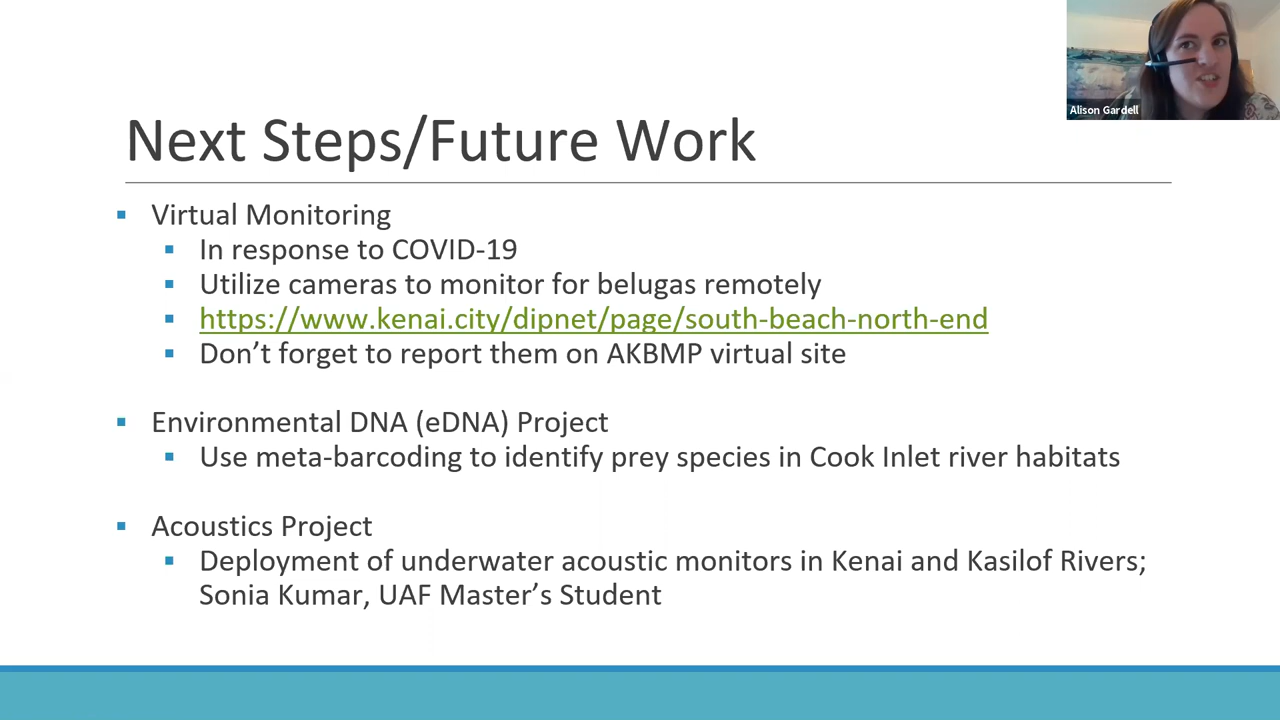 Alison Gardell
Next Steps/Future Work
Virtual Monitoring
In response to COVID-19
Utilize cameras to monitor for belugas remotely
https://www.kenai.city/dipnet/page/south-beach-north-end
Don’t forget to report them on AKBMP virtual site
Environmental DNA (eDNA) Project
Use meta-barcoding to identify prey species in Cook Inlet river habitats
Acoustics Project
Deployment of underwater acoustic monitors in Kenai and Kasilof Rivers;
Sonia Kumar, UAF Master’s Student